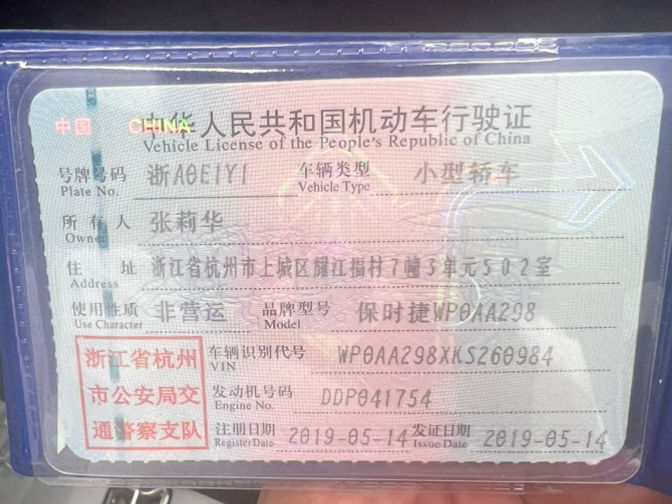 中国 CHINA
中华人民共和国机动车行驶证
Vehicle License of the People's Republic of China
号牌号码 浙A0E1Y1 车辆类型 小型轿车
Plate No. Vehicle Type
所有人 张莉华
Owner
住址 浙江省杭州市上城区耀江福村7幢3单元502室
Address
使用性质 非营运 品牌型号 保时捷WP0AA298
Use Character Model
浙江省杭州 车辆识别代号 WP0AA298XKS260984
VIN
市公安局交 发动机号码 DDP041754
Engine No.
通警察支队 注册日期 2019-05-14 发证日期 2019-05-14
Register Date Issue Date